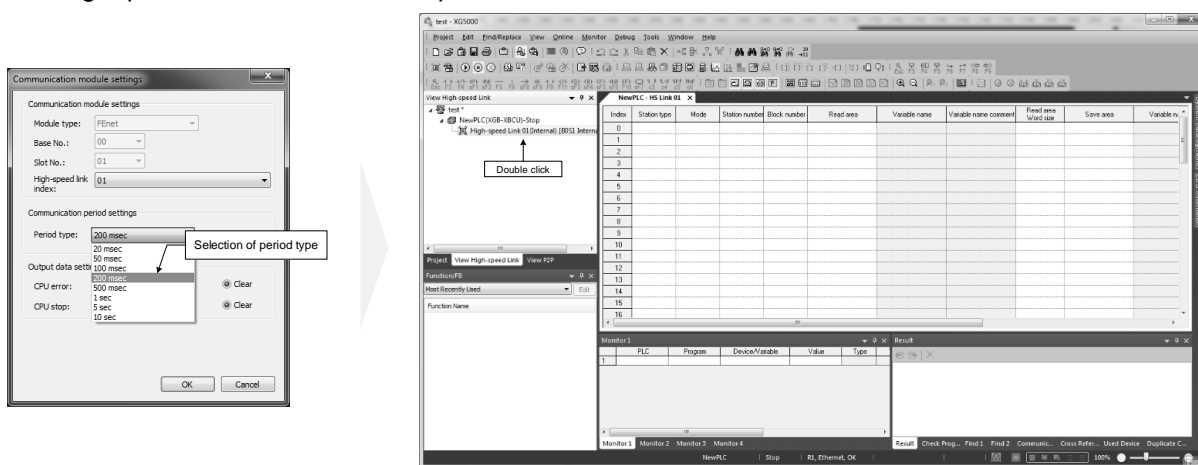 Communication module settings
Communication module settings
Module type: FEnet
Base No.: 00
Slot No.: 01
High-speed link index: 01
Communication period settings
Period type: 200 msec
20 msec
50 msec
100 msec
200 msec
500 msec
1 sec
5 sec
10 sec
Selection of period type
Output data setti
CPU error: Clear
CPU stop: Clear
OK Cancel
test - XG5000
Project Edit Find/Replace View Online Monitor Debug Tools Window Help
View High-speed Link
test *
NewPLC(XGB-XBCU)-Stop
High-speed Link 01(Internal) [B0S1 Interna
Double click
Project View High-speed Link View P2P
Function/FB
Most Recently Used Edit
Function Name
NewPLC - HS Link 01
Index Station type Mode Station number Block number Read area Variable name Variable name comment Read area Word size Save area Variable n
0
1
2
3
4
5
6
7
8
9
10
11
12
13
14
15
16
Monitor 1
PLC Program Device/Variable Value Type
1
Monitor 1 Monitor 2 Monitor 3 Monitor 4
Result
Result Check Prog... Find 1 Find 2 Communic... Cross Refer... Used Device Duplicate C...
NewPLC Stop R1, Ethernet, OK 100%